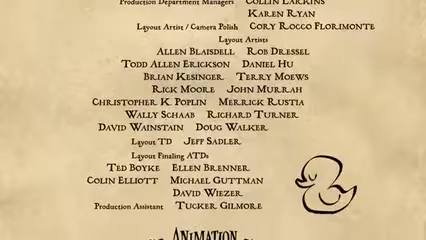 Production Department Managers Collin Larkins
Karen Ryan
Layout Artist / Camera Polish Cory Rocco Florimonte
Layout Artists
Allen Blaisdell Rob Dressel
Todd Allen Erickson Daniel Hu
Brian Kesinger Terry Moews
Rick Moore John Murrah
Christopher K. Poplin Merrick Rustia
Wally Schaab Richard Turner
David Wainstain Doug Walker
Layout TD Jeff Sadler
Layout Finaling ATDs
Ted Boyke Ellen Brenner
Colin Elliott Michael Guttman
David Wiezer
Production Assistant Tucker Gilmore
Animation